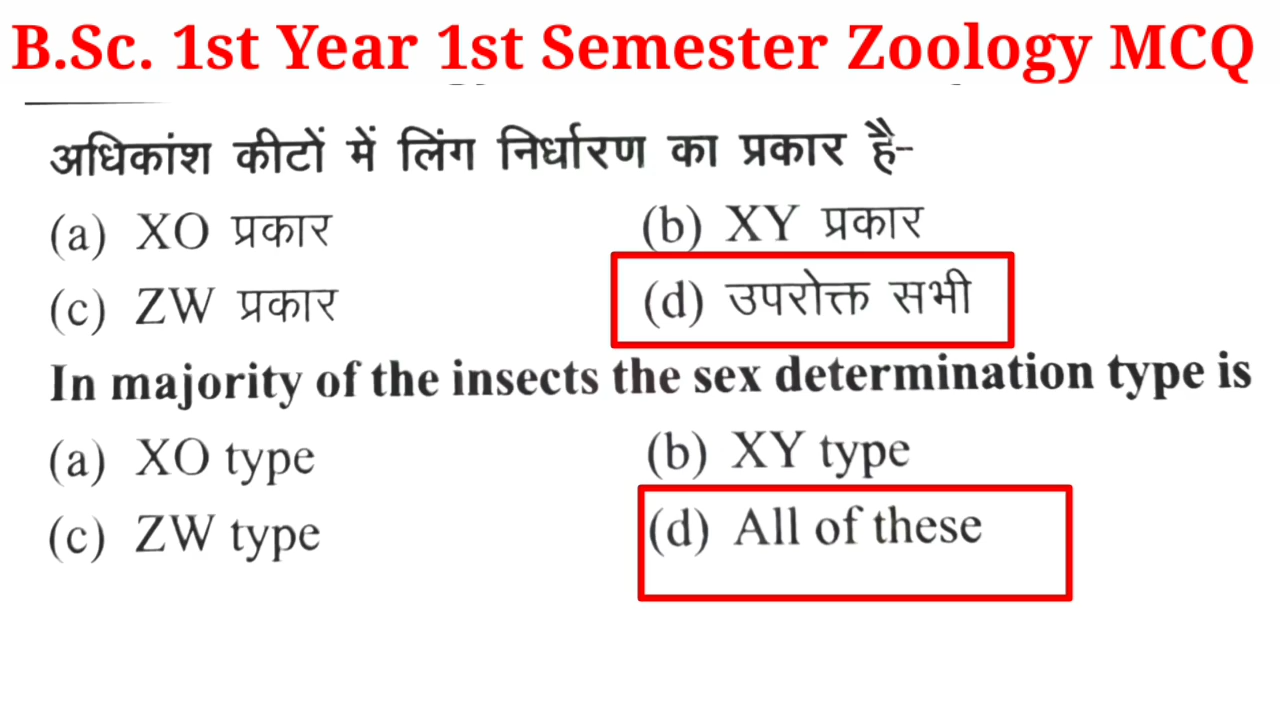 B.Sc. 1st Year 1st Semester Zoology MCQ
अधिकांश कीटों में लिंग निर्धारण का प्रकार है-
(a) XO प्रकार (b) XY प्रकार
(c) ZW प्रकार (d) उपरोक्त सभी
In majority of the insects the sex determination type is
(a) XO type (b) XY type
(c) ZW type (d) All of these